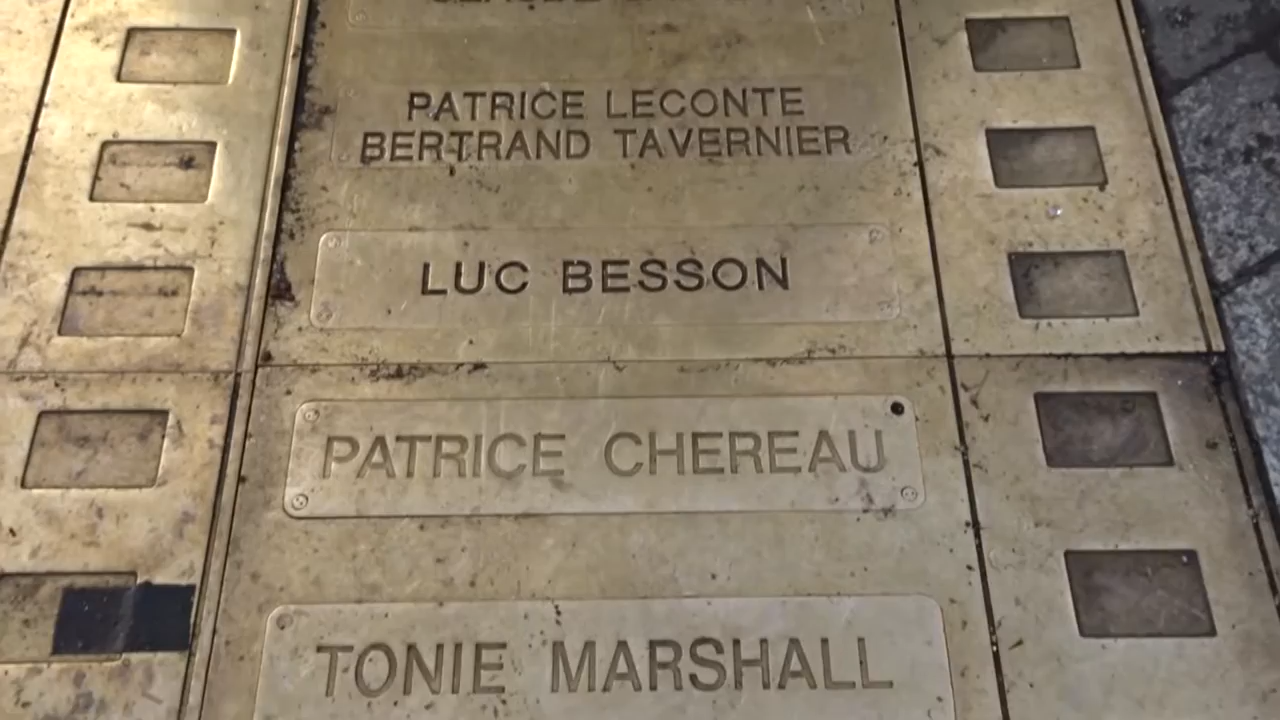 PATRICE LECONTE
BERTRAND TAVERNIER
LUC BESSON
PATRICE CHEREAU
TONIE MARSHALL